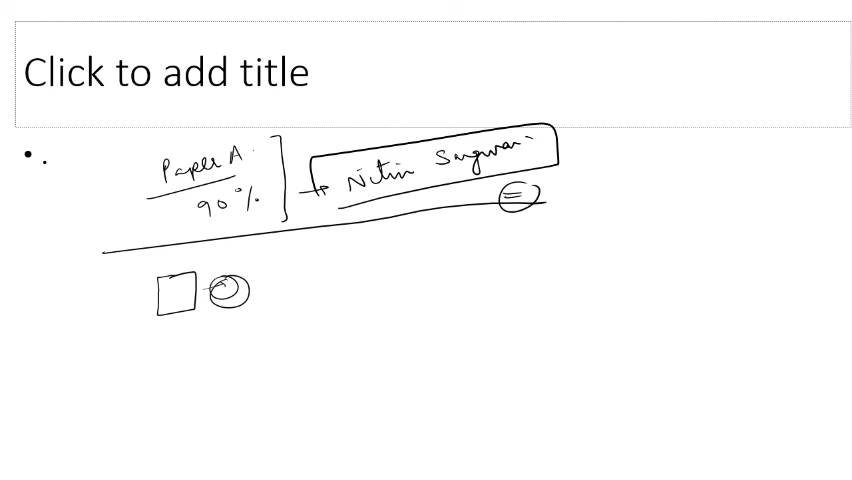 Click to add title
• .
Paper A
90%
Nitin Sangwan
=